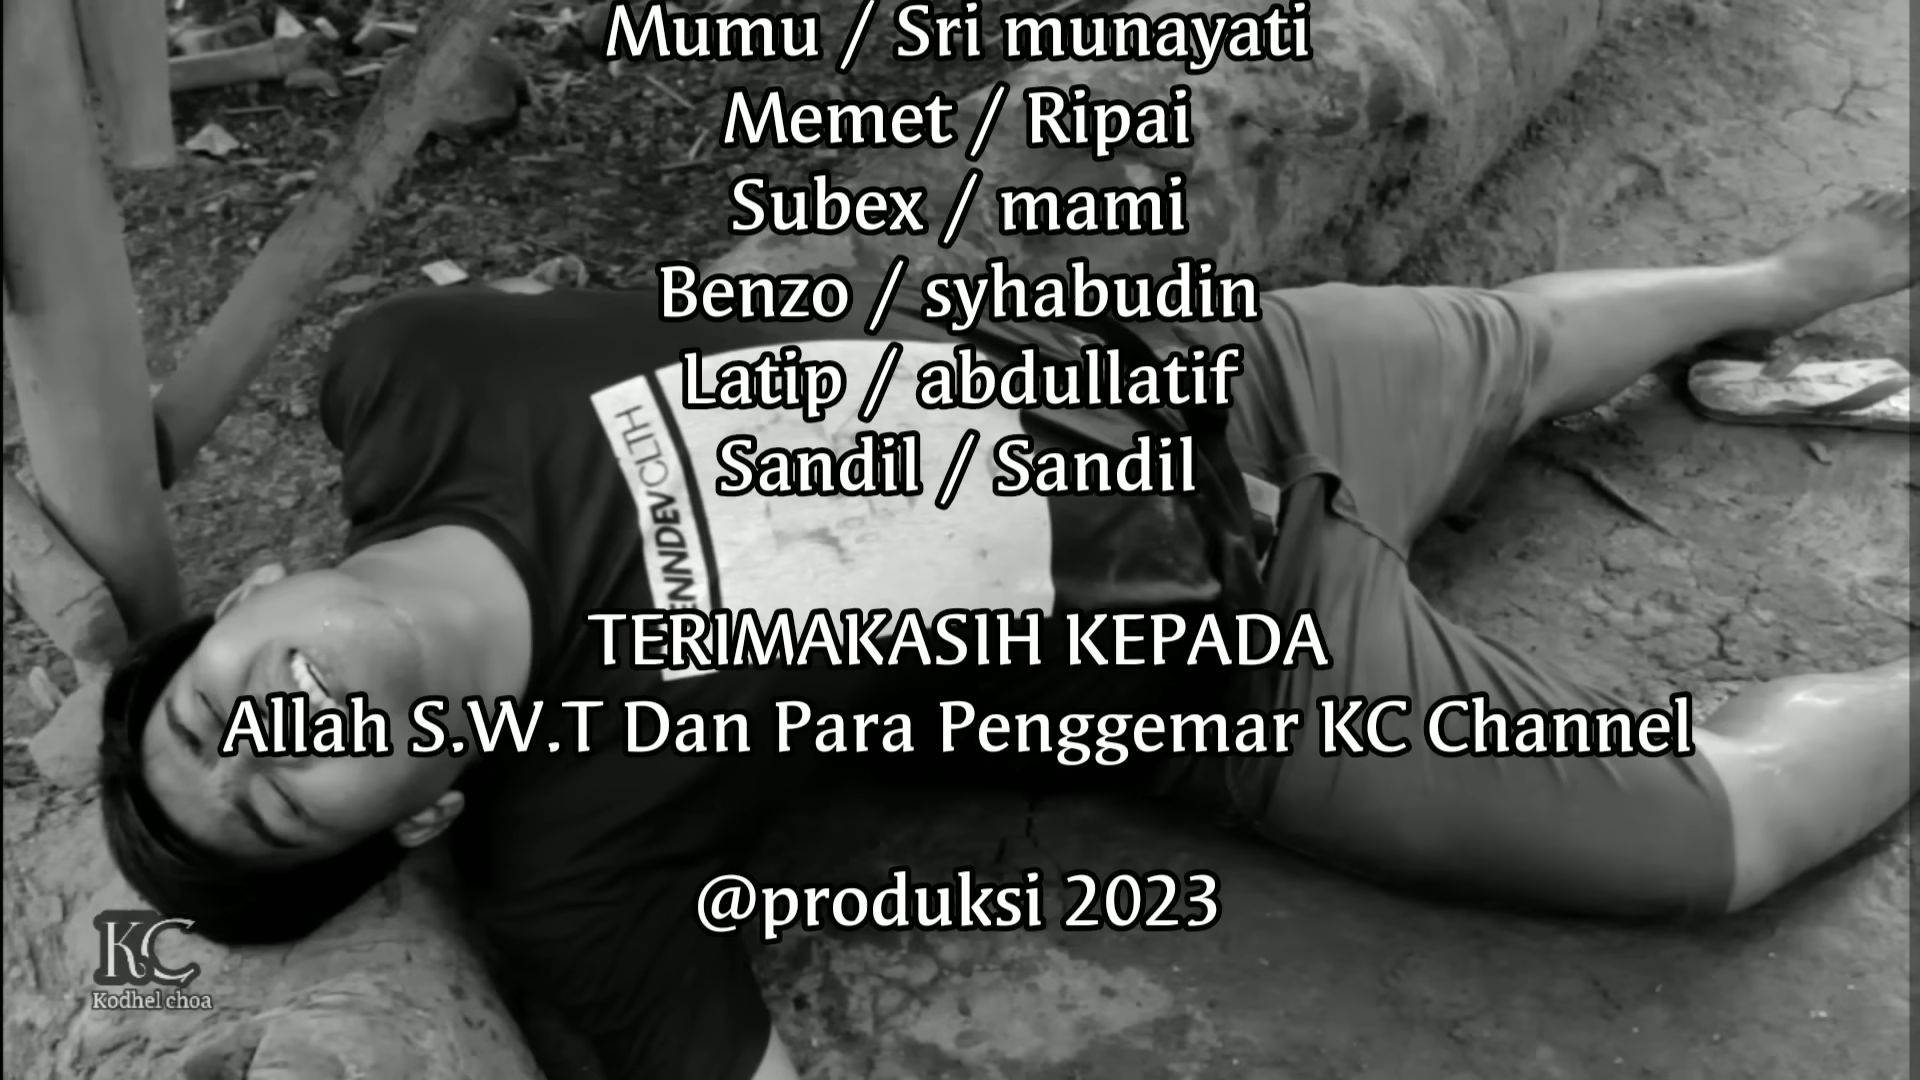 Mumu / Sri munayati
Memet / Ripai
Subex / mami
Benzo / syhabudin
Latip / abdullatif
Sandil / Sandil
ENNDEVCLTH
TERIMAKASIH KEPADA
Allah S.W.T Dan Para Penggemar KC Channel
@produksi 2023
KC
Kodhel choa